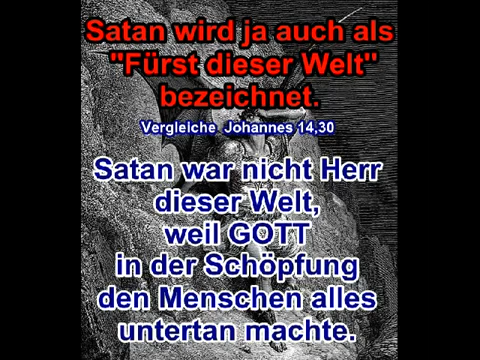 Satan wird ja auch als
"Fürst dieser Welt"
bezeichnet.
Vergleiche Johannes 14,30
Satan war nicht Herr
dieser Welt,
weil GOTT
in der Schöpfung
den Menschen alles
untertan machte.